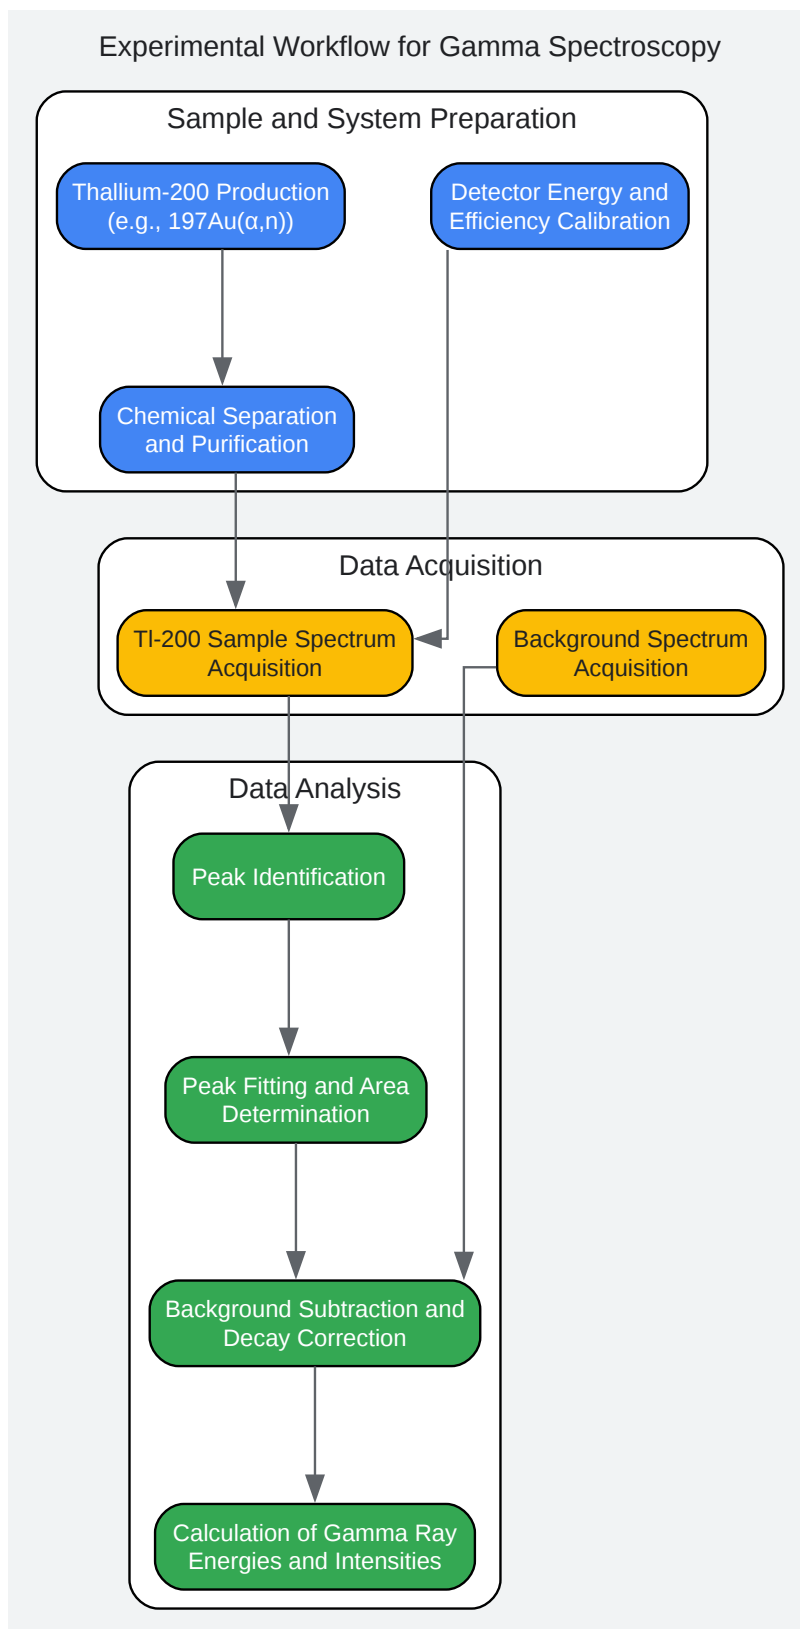 Experimental Workflow for Gamma Spectroscopy
Sample and System Preparation
Thallium-200 Production
(e.g., 197Au(α,n))
Detector Energy and
Efficiency Calibration
Chemical Separation
and Purification
Data Acquisition
Tl-200 Sample Spectrum
Acquisition
Background Spectrum
Acquisition
Data Analysis
Peak Identification
Peak Fitting and Area
Determination
Background Subtraction and
Decay Correction
Calculation of Gamma Ray
Energies and Intensities